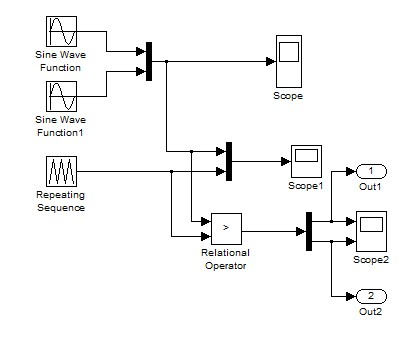 Sine Wave
Function
Scope
Sine Wave
Function1
Scope1
Repeating
Sequence
1
Out1
>
Relational
Operator
Scope2
2
Out2